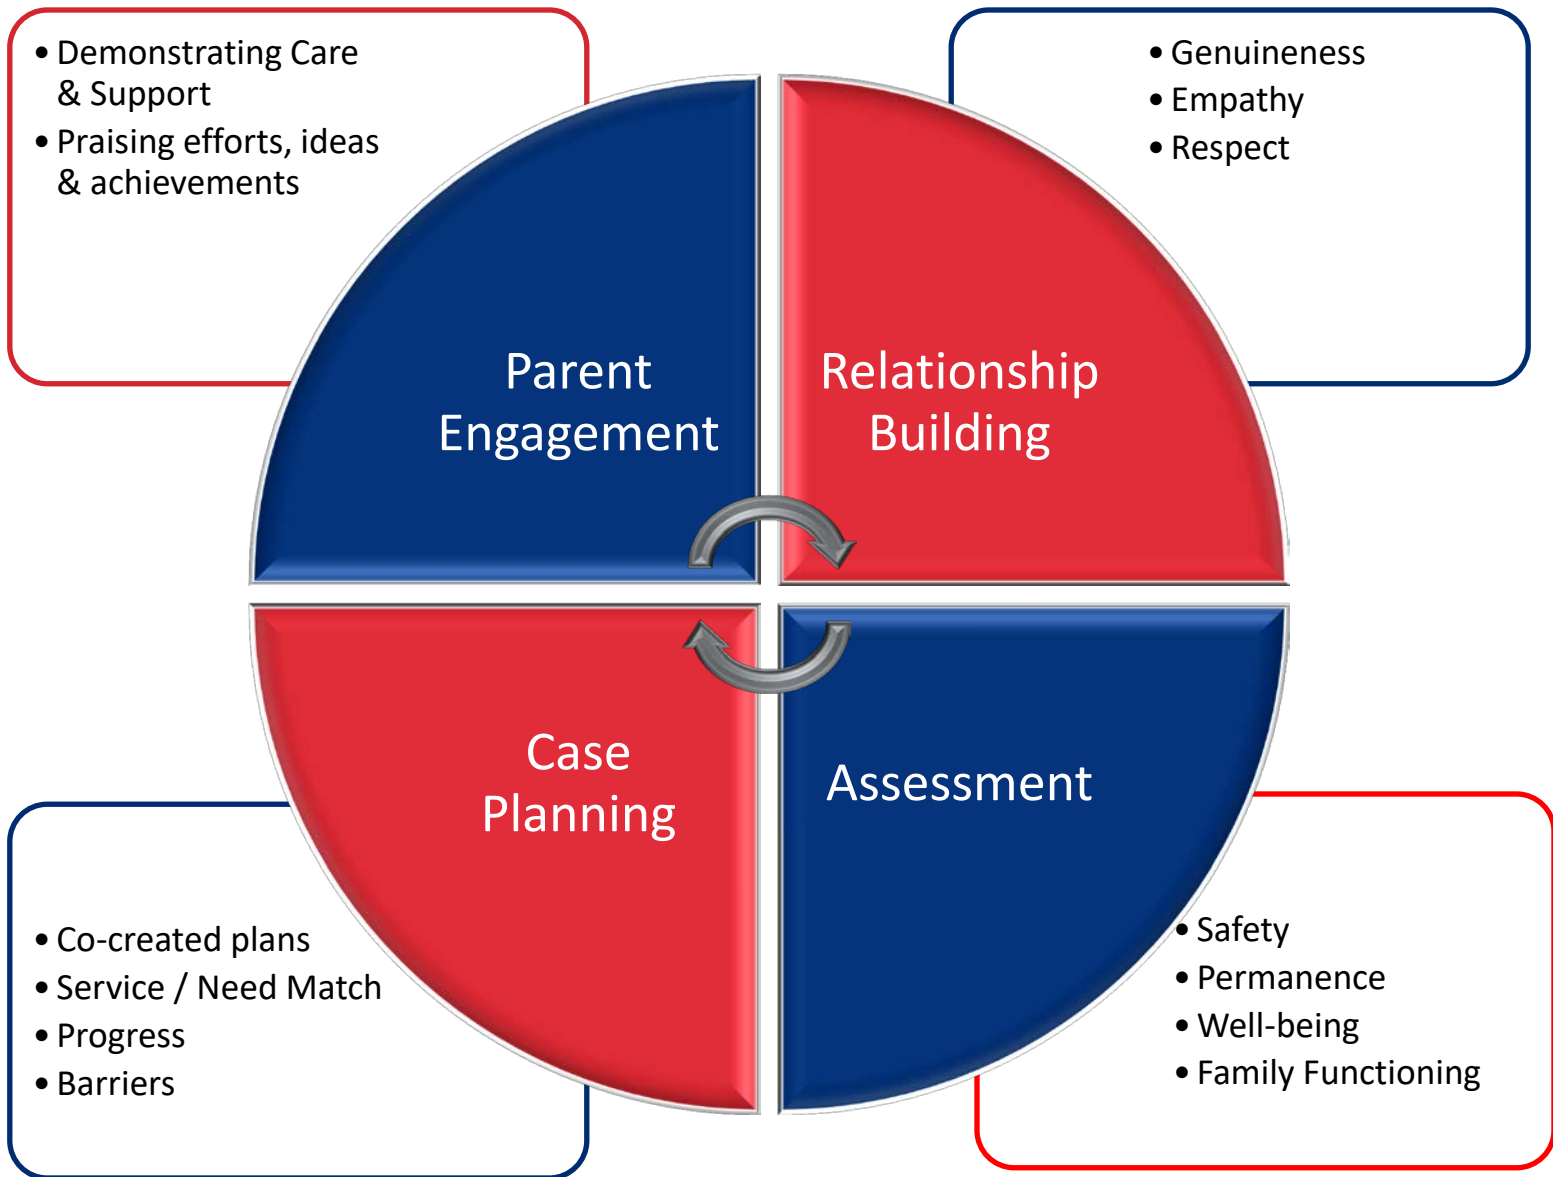 • Demonstrating Care
& Support
• Praising efforts, ideas
& achievements
• Genuineness
• Empathy
• Respect
Parent
Engagement
Relationship
Building
Case
Planning
Assessment
• Co-created plans
• Service / Need Match
• Progress
• Barriers
• Safety
• Permanence
• Well-being
• Family Functioning